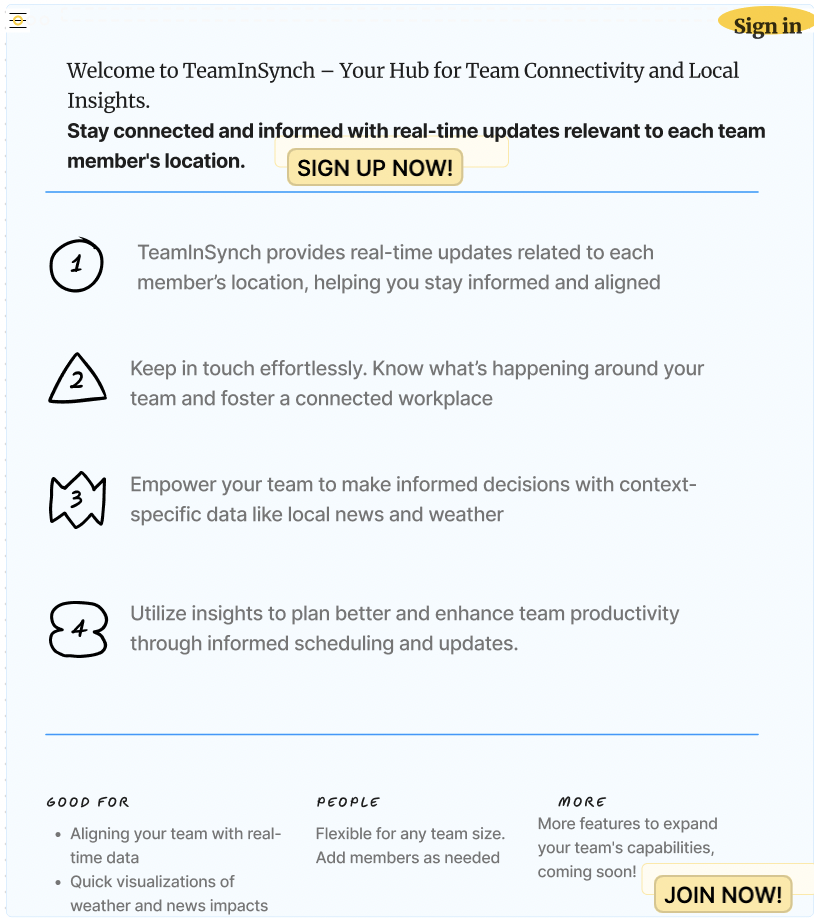 Sign in
Welcome to TeamInSynch – Your Hub for Team Connectivity and Local
Insights.
Stay connected and informed with real-time updates relevant to each team
member's location.
SIGN UP NOW!
1
TeamInSynch provides real-time updates related to each
member’s location, helping you stay informed and aligned
2
Keep in touch effortlessly. Know what’s happening around your
team and foster a connected workplace
3
Empower your team to make informed decisions with context-
specific data like local news and weather
4
Utilize insights to plan better and enhance team productivity
through informed scheduling and updates.
GOOD FOR
• Aligning your team with real-
time data
• Quick visualizations of
weather and news impacts
PEOPLE
Flexible for any team size.
Add members as needed
MORE
More features to expand
your team's capabilities,
coming soon!
JOIN NOW!